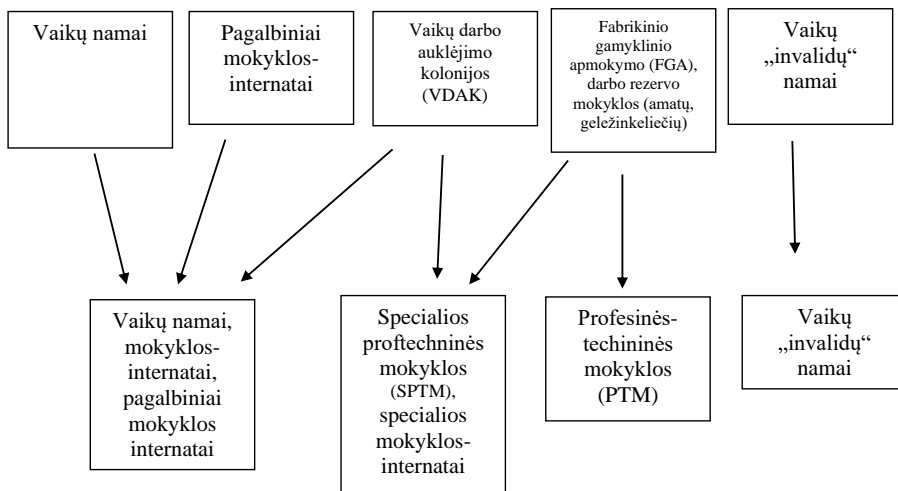 Vaikų namai
Pagalbiniai
mokyklos-
internatai
Vaikų darbo
auklėjimo
kolonijos
(VDAK)
Fabrikinio
gamyklinio
apmokymo (FGA),
darbo rezervo
mokyklos (amatų,
geležinkeliečių)
Vaikų
„invalidų“
namai
Vaikų namai,
mokyklos-
internatai,
pagalbiniai
mokyklos
internatai
Specialios
proftechninės
mokyklos
(SPTM),
specialios
mokyklos-
internatai
Profesinės-
techininės
mokyklos
(PTM)
Vaikų
„invalidų“
namai